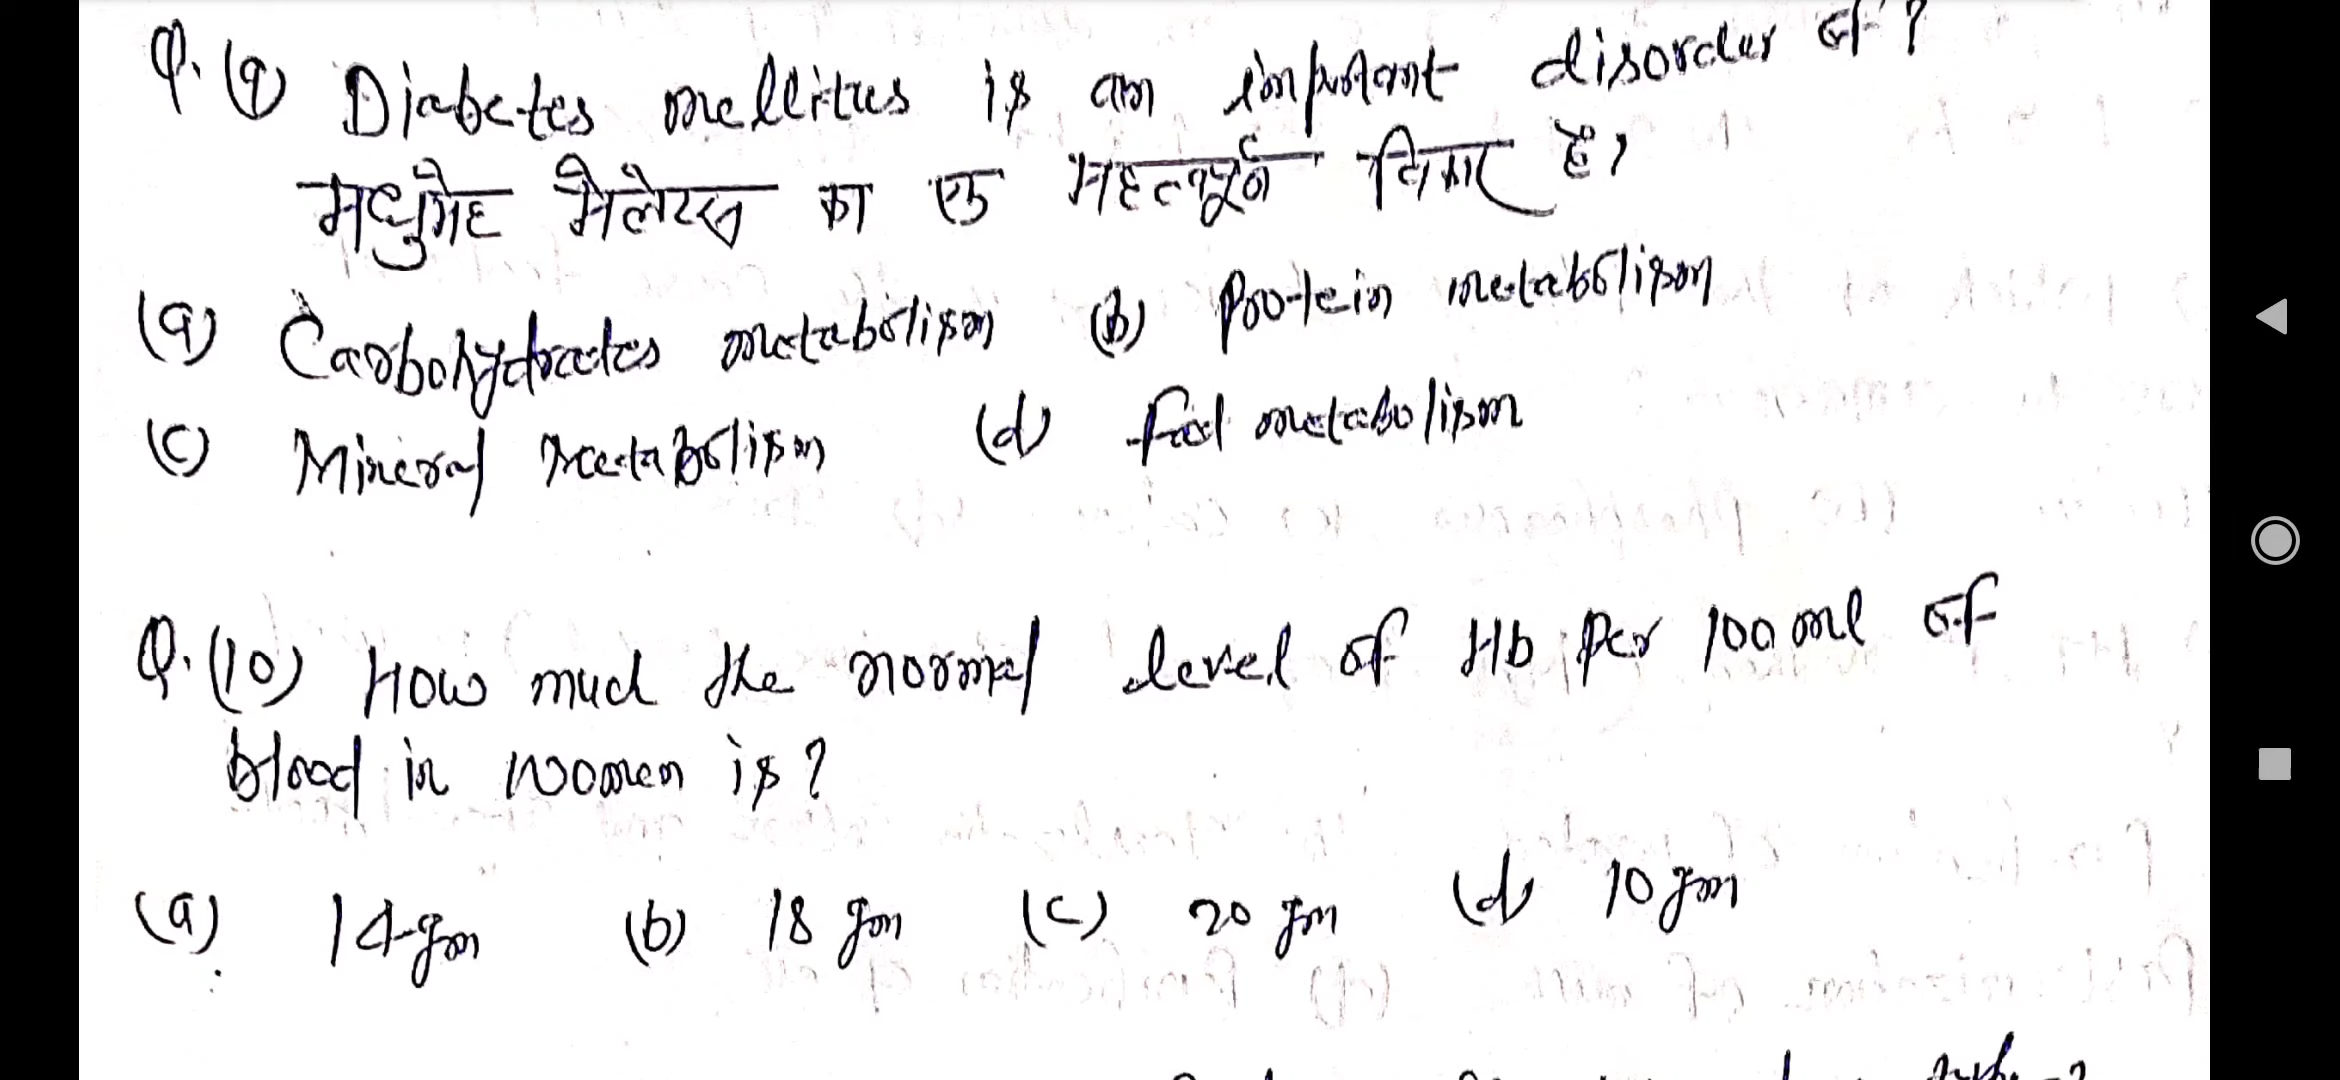 Q. (9) Diabetes mellitus is an important disorder of ?
मधुमेह मेलेटस का एक महत्वपूर्ण विकार है?
(a) Carbohydrates metabolism (b) Protein metabolism
(c) Mineral Metabolism (d) fat metabolism
Q. (10) How much the normal level of Hb per 100 ml of
blood in women is ?
(a) 14 gm (b) 18 gm (c) 20 gm (d) 10 gm